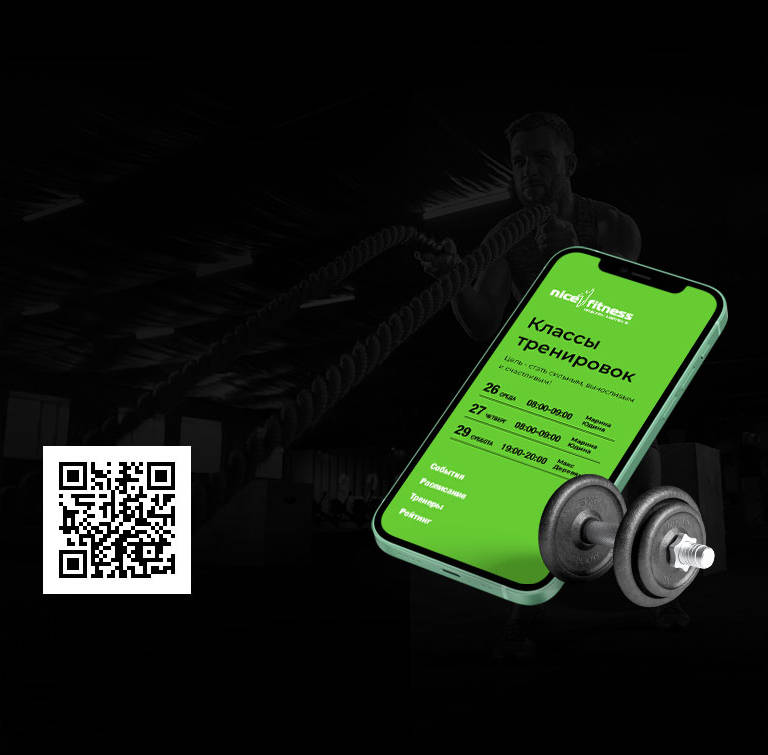 nice fitness
Классы
тренировок
Цель - стать сильным, выносливым
и счастливым!
26 СРЕДА 08:00-09:00 Марина
Юдина
27 ЧЕТВЕРГ 08:00-09:00 Марина
Юдина
29 СУББОТА 19:00-20:00 Макс
События
Расписание
Тренеры
Рейтинг